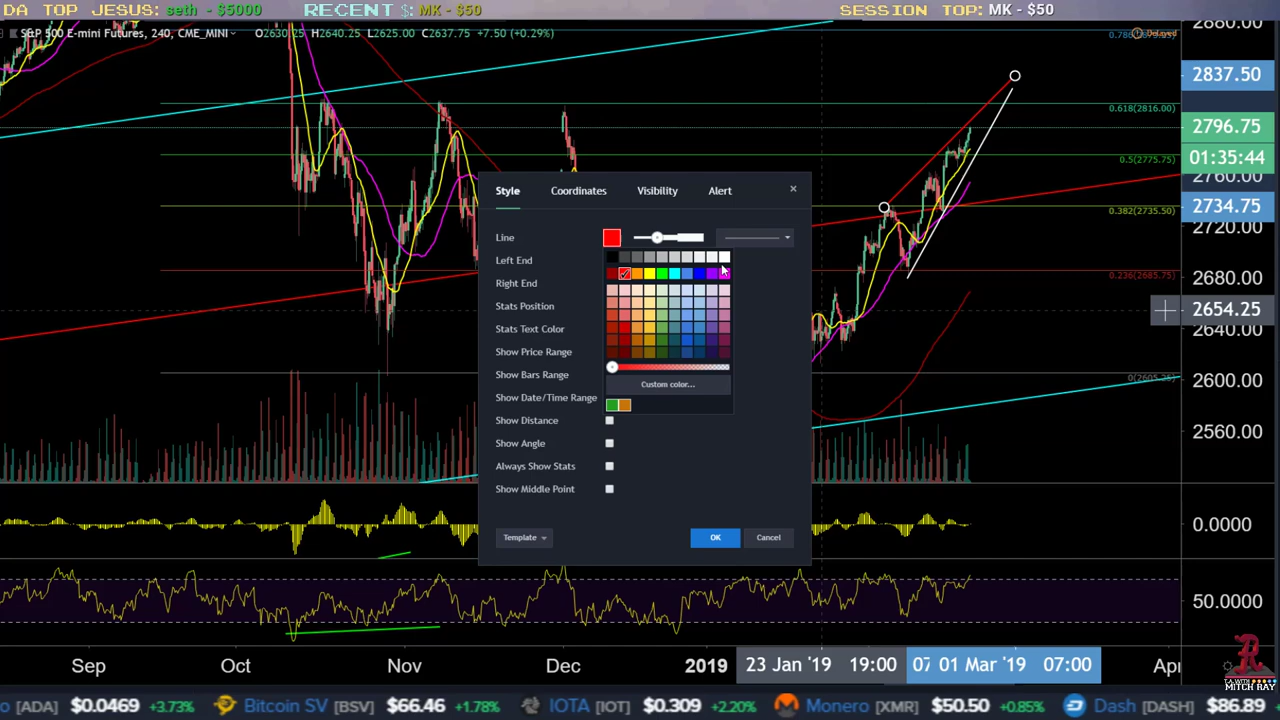 DA TOP JESUS: seth - $5000 RECENT $: MK - $50 SESSION TOP: MK - $50
S&P 500 E-mini Futures, 240, CME_MINI O2630.25 H2640.25 L2625.00 C2637.75 +7.50 (+0.29%)
2837.50
0.618(2816.00)
2796.75
0.5(2775.75)
01:35:44
2760.00
2734.75
0.382(2735.50)
2720.00
0.236(2685.75)
2680.00
2654.25
2640.00
0(2605.25)
2600.00
2560.00
Style Coordinates Visibility Alert
Line
Left End
Right End
Stats Position
Stats Text Color
Show Price Range
Show Bars Range
Custom color...
Show Date/Time Range
Show Distance
Show Angle
Always Show Stats
Show Middle Point
Template OK Cancel
0.0000
50.0000
Sep Oct Nov Dec 2019 23 Jan '19 19:00 07 01 Mar '19 07:00
MITCH RAY
[ADA] $0.0469 +3.73% Bitcoin SV [BSV] $66.46 +1.78% IOTA [IOT] $0.309 +2.20% Monero [XMR] $50.50 +0.85% Dash [DASH] $86.89